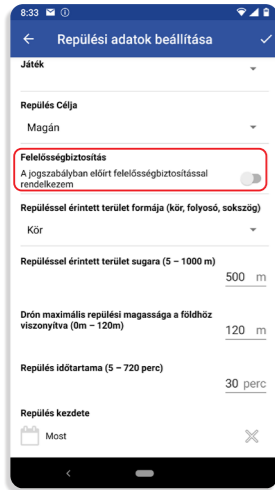 8:33
Repülési adatok beállítása
Játék
Repülés Célja
Magán
Felelősségbiztosítás
A jogszabályban előírt felelősségbiztosítással
rendelkezem
Repüléssel érintett terület formája (kör, folyosó, sokszög)
Kör
Repüléssel érintett terület sugara (5 – 1000 m)
500 m
Drón maximális repülési magassága a földhöz
viszonyítva (0m – 120m)
120 m
Repülés időtartama (5 – 720 perc)
30 perc
Repülés kezdete
Most